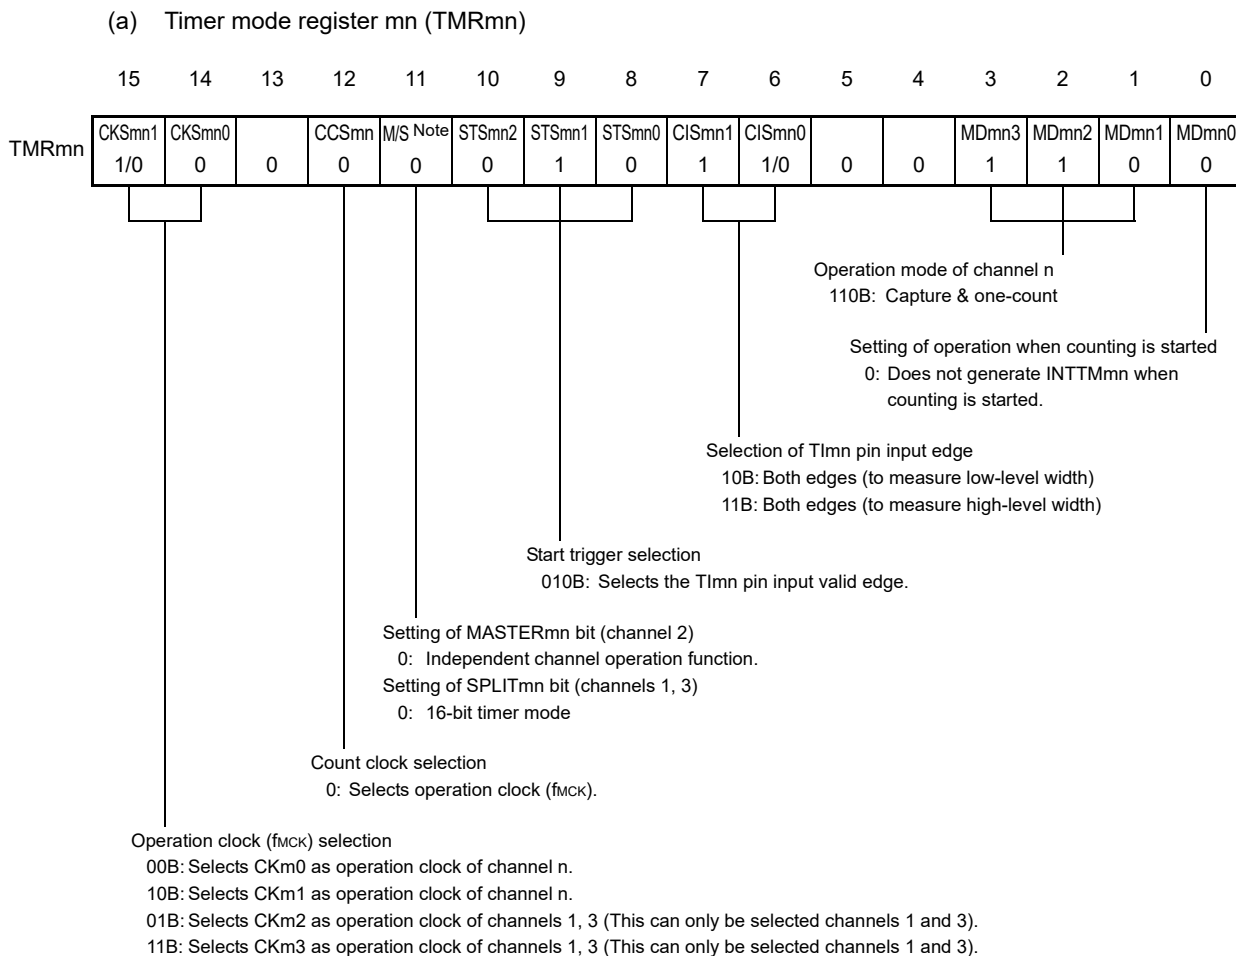 (a) Timer mode register mn (TMRmn)
15 14 13 12 11 10 9 8 7 6 5 4 3 2 1 0
TMRmn CKSmn1 CKSmn0 CCSmn M/S Note STSmn2 STSmn1 STSmn0 CISmn1 CISmn0 MDmn3 MDmn2 MDmn1 MDmn0
1/0 0 0 0 0 0 1 0 1 1/0 0 0 1 1 0 0
Operation mode of channel n
110B: Capture & one-count
Setting of operation when counting is started
0: Does not generate INTTMmn when
counting is started.
Selection of TImn pin input edge
10B: Both edges (to measure low-level width)
11B: Both edges (to measure high-level width)
Start trigger selection
010B: Selects the TImn pin input valid edge.
Setting of MASTERmn bit (channel 2)
0: Independent channel operation function.
Setting of SPLITmn bit (channels 1, 3)
0: 16-bit timer mode
Count clock selection
0: Selects operation clock (fMCK).
Operation clock (fMCK) selection
00B: Selects CKm0 as operation clock of channel n.
10B: Selects CKm1 as operation clock of channel n.
01B: Selects CKm2 as operation clock of channels 1, 3 (This can only be selected channels 1 and 3).
11B: Selects CKm3 as operation clock of channels 1, 3 (This can only be selected channels 1 and 3).